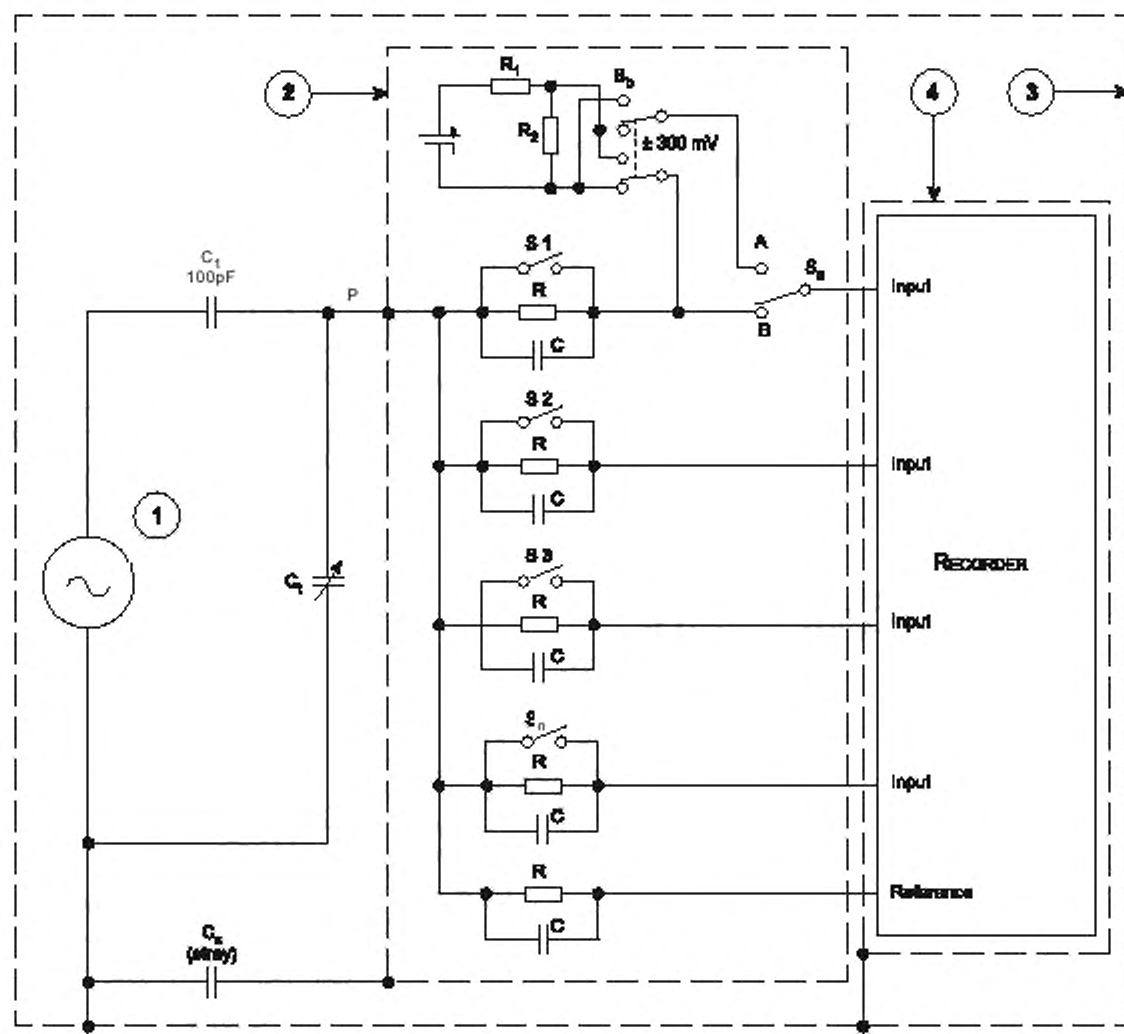 R1
Sb
2
4
3
R2
± 300 mV
S 1
A
Sa
C1
100pF
P
R
Input
B
C
S 2
R
Input
C
1
S 3
RECORDER
Ct
R
Input
C
Sn
R
Input
C
R
Reference
C
Cs
(stray)